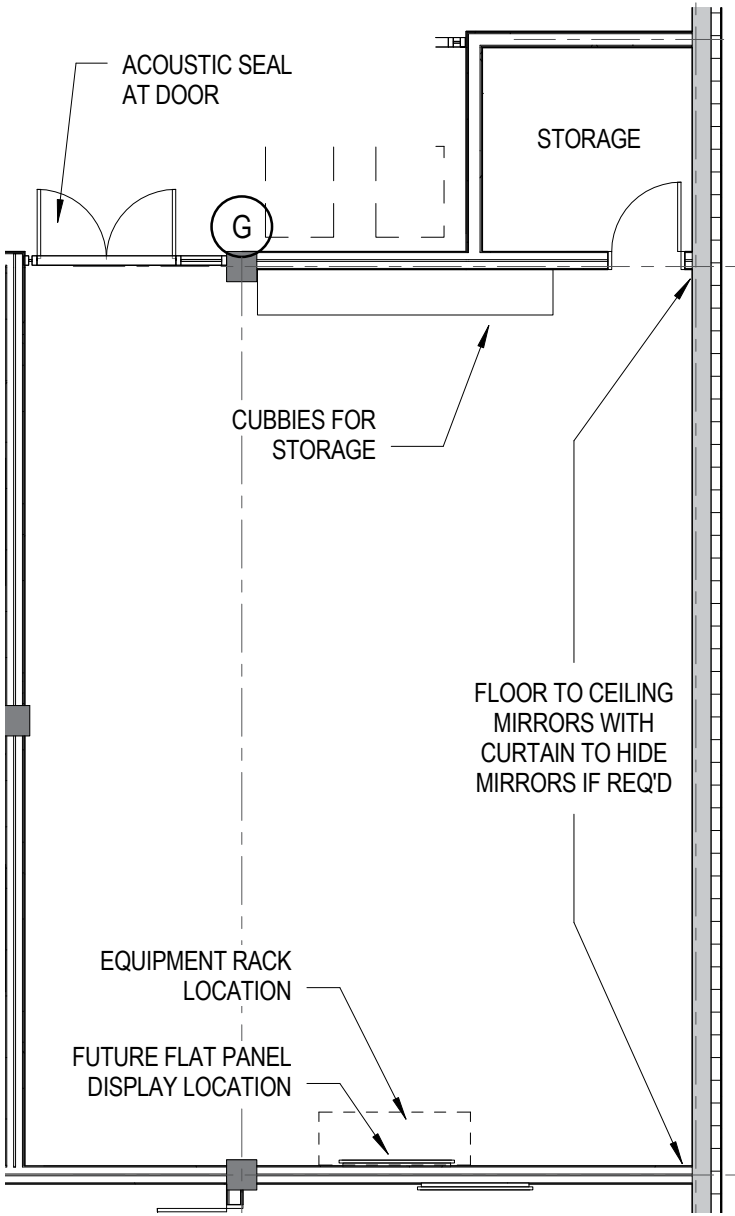 ACOUSTIC SEAL
AT DOOR
STORAGE
G
CUBBIES FOR
STORAGE
FLOOR TO CEILING
MIRRORS WITH
CURTAIN TO HIDE
MIRRORS IF REQ'D
EQUIPMENT RACK
LOCATION
FUTURE FLAT PANEL
DISPLAY LOCATION